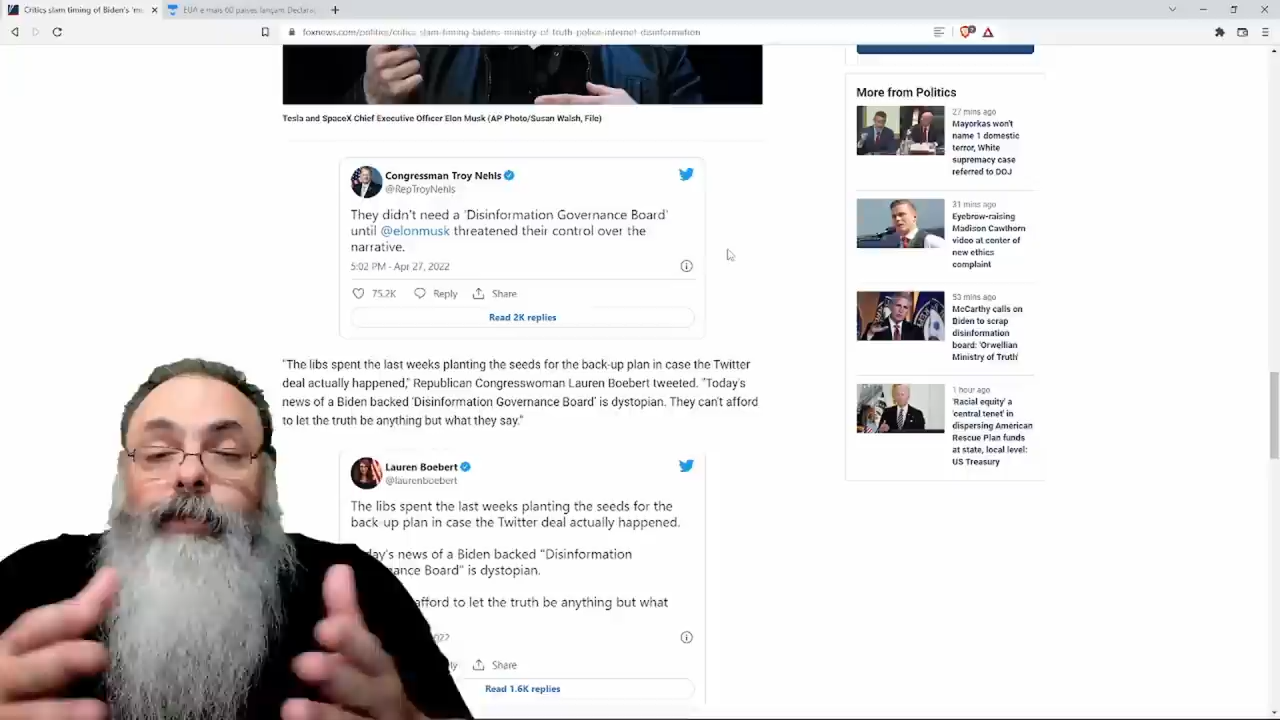 Critics slam timing of Biden's 'mi
EUA e mais 60 países lançam Declara
foxnews.com/politics/critics-slam-timing-bidens-ministry-of-truth-police-internet-disinformation
Tesla and SpaceX Chief Executive Officer Elon Musk (AP Photo/Susan Walsh, File)
Congressman Troy Nehls
@RepTroyNehls
They didn't need a 'Disinformation Governance Board'
until @elonmusk threatened their control over the
narrative.
5:02 PM - Apr 27, 2022
75.2K Reply Share
Read 2K replies
"The libs spent the last weeks planting the seeds for the back-up plan in case the Twitter
deal actually happened," Republican Congresswoman Lauren Boebert tweeted. "Today's
news of a Biden backed 'Disinformation Governance Board' is dystopian. They can't afford
to let the truth be anything but what they say."
Lauren Boebert
@laurenboebert
The libs spent the last weeks planting the seeds for the
back-up plan in case the Twitter deal actually happened.
day's news of a Biden backed "Disinformation
nance Board" is dystopian.
afford to let the truth be anything but what
022
ly Share
Read 1.6K replies
More from Politics
27 mins ago
Mayorkas won't
name 1 domestic
terror, White
supremacy case
referred to DOJ
31 mins ago
Eyebrow-raising
Madison Cawthorn
video at center of
new ethics
complaint
53 mins ago
McCarthy calls on
Biden to scrap
disinformation
board: 'Orwellian
Ministry of Truth'
1 hour ago
'Racial equity' a
'central tenet' in
dispersing American
Rescue Plan funds
at state, local level:
US Treasury